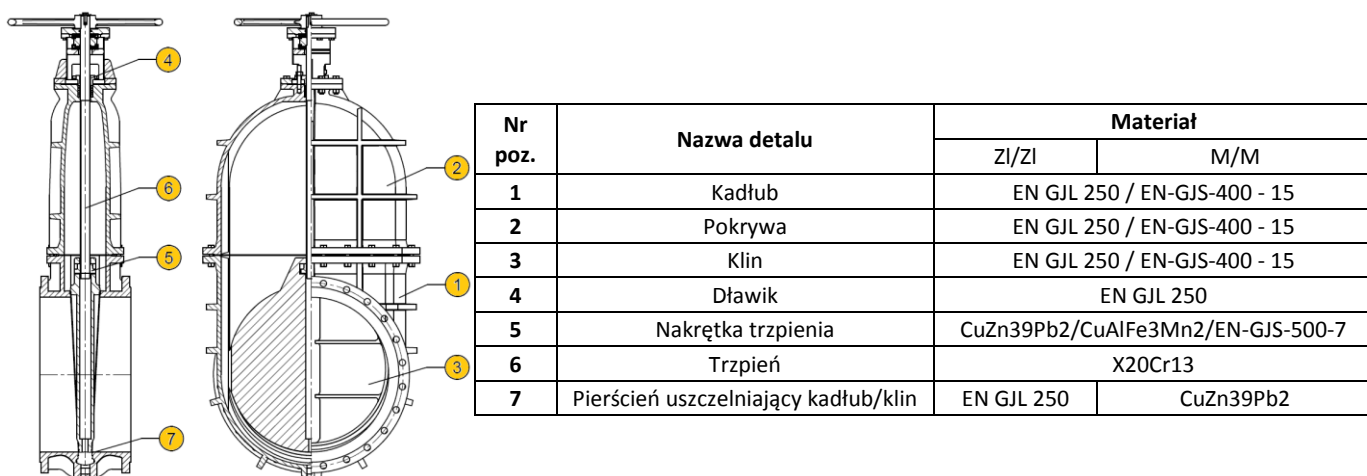 4
6
5
7
2
1
3
Nr poz. Nazwa detalu Materiał
Zl/Zl M/M
1 Kadłub EN GJL 250 / EN-GJS-400 - 15
2 Pokrywa EN GJL 250 / EN-GJS-400 - 15
3 Klin EN GJL 250 / EN-GJS-400 - 15
4 Dławik EN GJL 250
5 Nakrętka trzpienia CuZn39Pb2/CuAlFe3Mn2/EN-GJS-500-7
6 Trzpień X20Cr13
7 Pierścień uszczelniający kadłub/klin EN GJL 250 CuZn39Pb2